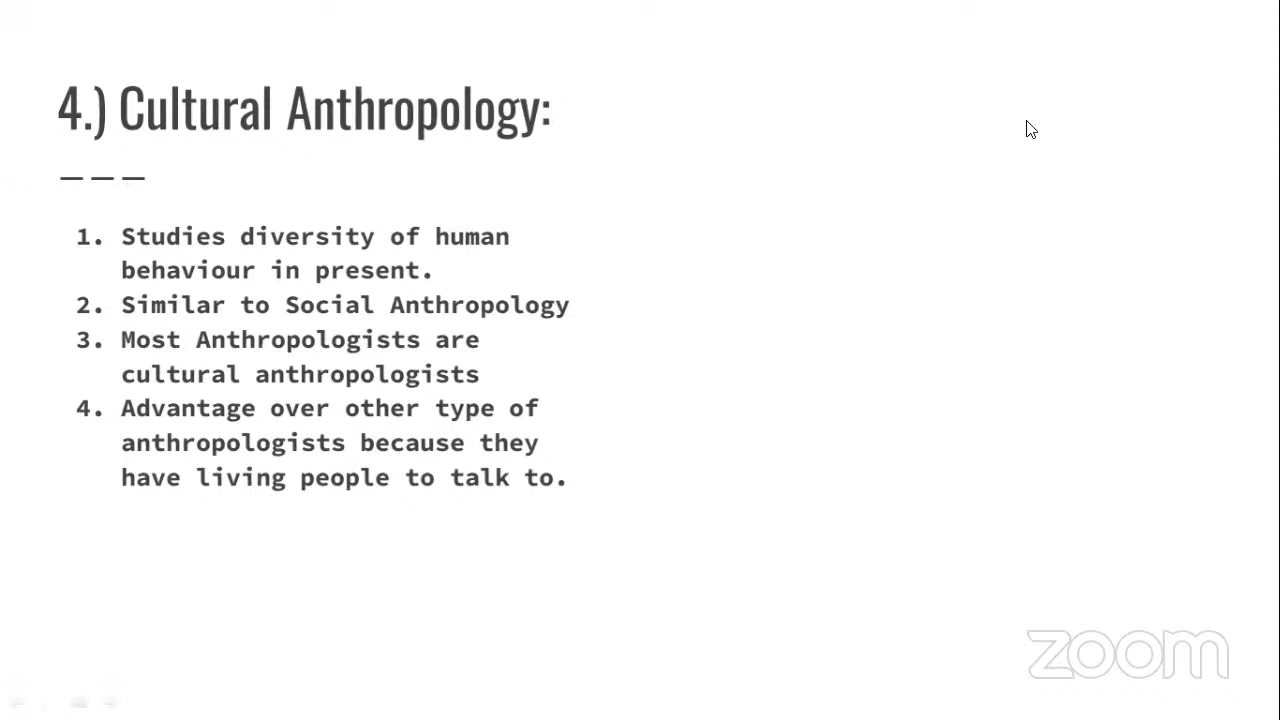 4.) Cultural Anthropology:
1. Studies diversity of human
behaviour in present.
2. Similar to Social Anthropology
3. Most Anthropologists are
cultural anthropologists
4. Advantage over other type of
anthropologists because they
have living people to talk to.
zoom